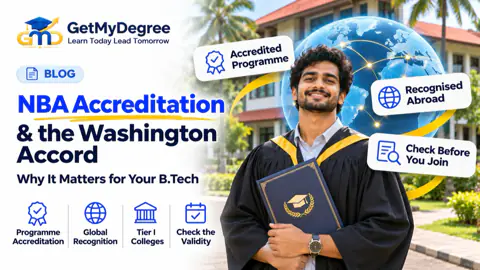 GMD
GetMyDegree
Learn Today Lead Tomorrow
BLOG
NBA Accreditation
& the Washington
Accord
Why It Matters for Your B.Tech
Programme
Accreditation
Global
Recognition
Tier I
Colleges
Check the
Validity
Accredited
Programme
Recognised
Abroad
Check Before
You Join